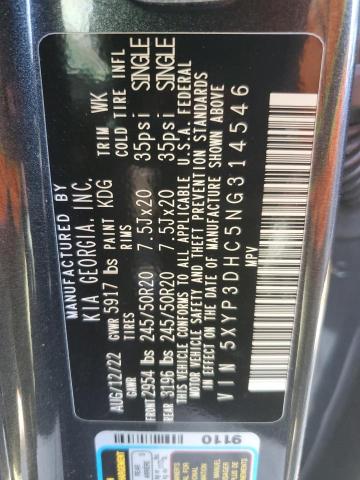 MANUFACTURED BY
KIA GEORGIA, INC.
AUG/12/22 GVWR 5917 lbs PAINT KDG TRIM WK
GAWR TIRES RIMS COLD TIRE INFL
FRONT 2954 lbs 245/50R20 7.5Jx20 35psi SINGLE
REAR 3196 lbs 245/50R20 7.5Jx20 35psi SINGLE
THIS VEHICLE CONFORMS TO ALL APPLICABLE U.S.A. FEDERAL
MOTOR VEHICLE SAFETY AND THEFT PREVENTION STANDARDS
IN EFFECT ON THE DATE OF MANUFACTURE SHOWN ABOVE
VIN 5XYP3DHC5NG314546
MPV
9110
REAR
ARRIÈRE
MANUAL